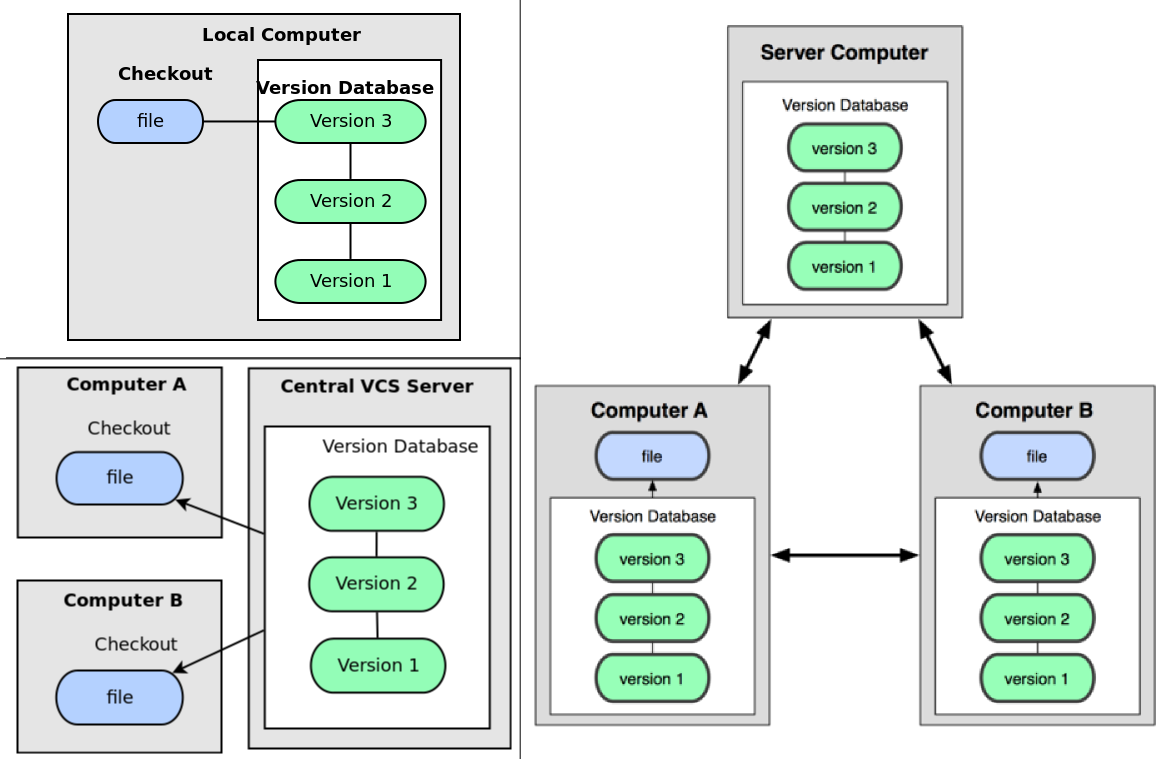 Local Computer
Checkout
Version Database
file
Version 3
Version 2
Version 1
Computer A
Checkout
file
Computer B
Checkout
file
Central VCS Server
Version Database
Version 3
Version 2
Version 1
Server Computer
Version Database
version 3
version 2
version 1
Computer A
file
Version Database
version 3
version 2
version 1
Computer B
file
Version Database
version 3
version 2
version 1